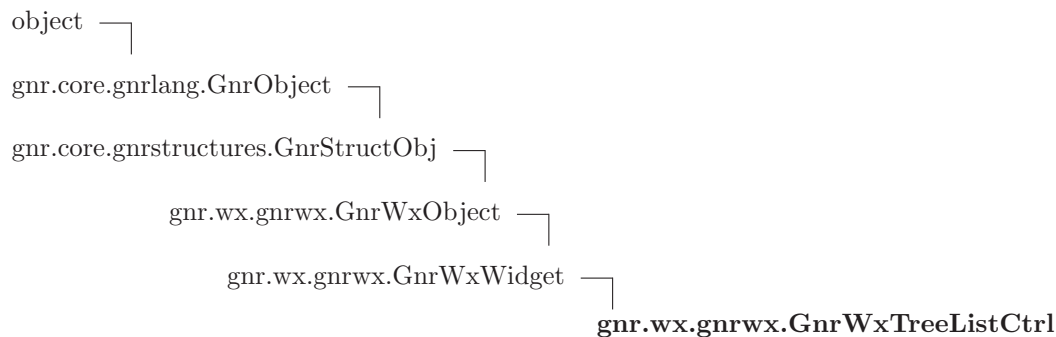 object
gnr.core.gnrlang.GnrObject
gnr.core.gnrstructures.GnrStructObj
gnr.wx.gnrwx.GnrWxObject
gnr.wx.gnrwx.GnrWxWidget
gnr.wx.gnrwx.GnrWxTreeListCtrl